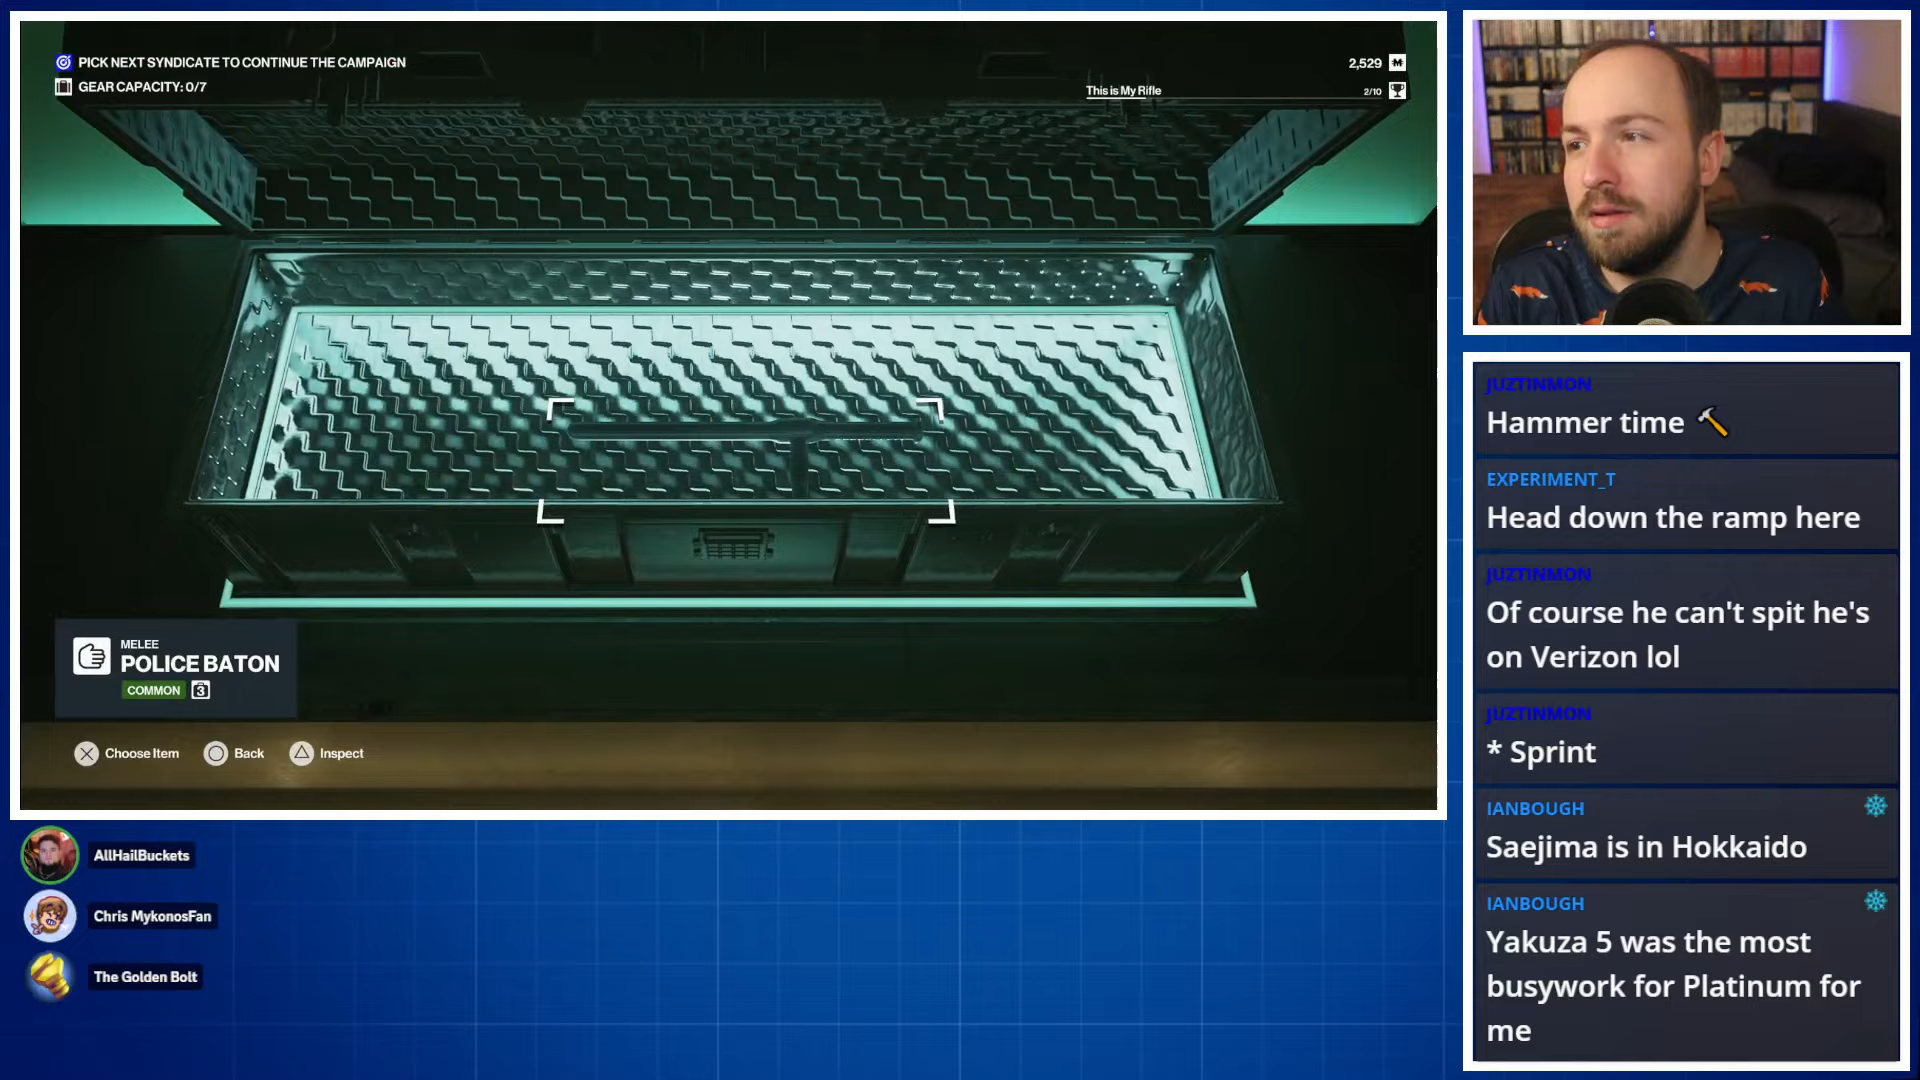 PICK NEXT SYNDICATE TO CONTINUE THE CAMPAIGN
GEAR CAPACITY: 0/7
2,529
This is My Rifle
2/10
MELEE
POLICE BATON
COMMON 3
Choose Item
Back
Inspect
AllHailBuckets
Chris MykonosFan
The Golden Bolt
JUZTINMON
Hammer time 🔨
EXPERIMENT_T
Head down the ramp here
JUZTINMON
Of course he can't spit he's
on Verizon lol
JUZTINMON
* Sprint
IANBOUGH
Saejima is in Hokkaido
IANBOUGH
Yakuza 5 was the most
busywork for Platinum for
me